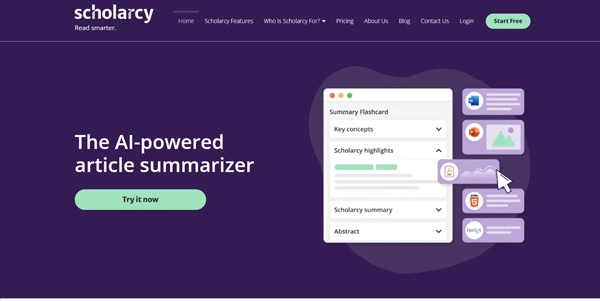 scholarcy
Read smarter.
Home
Scholarcy Features
Who Is Scholarcy For?
Pricing
About Us
Blog
Contact Us
Login
Start Free
The AI-powered
article summarizer
Try it now
Summary Flashcard
Key concepts
Scholarcy highlights
Scholarcy summary
Abstract